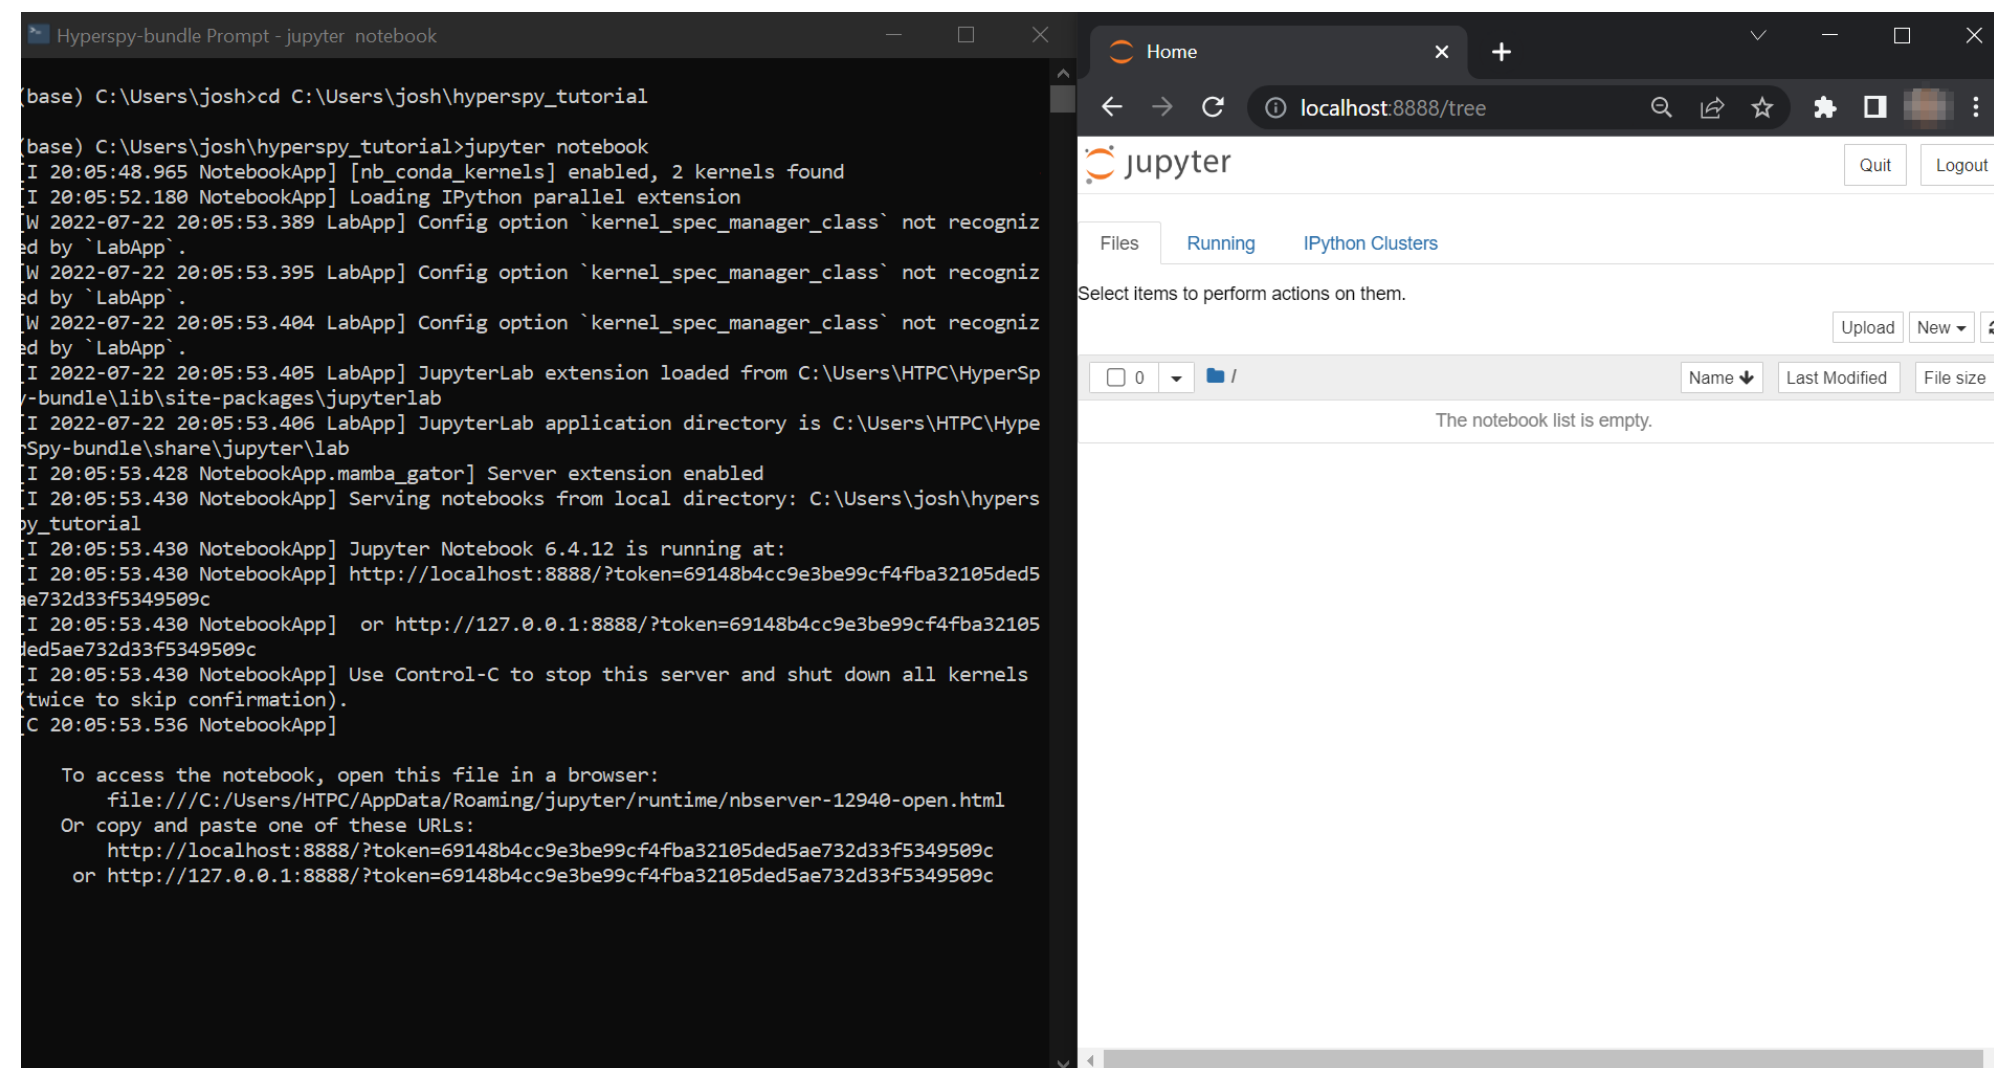 Hyperspy-bundle Prompt - jupyter  notebook
(base) C:\Users\josh>cd C:\Users\josh\hyperspy_tutorial
(base) C:\Users\josh\hyperspy_tutorial>jupyter notebook
[I 20:05:48.965 NotebookApp] [nb_conda_kernels] enabled, 2 kernels found
[I 20:05:52.180 NotebookApp] Loading IPython parallel extension
[W 2022-07-22 20:05:53.389 LabApp] Config option `kernel_spec_manager_class` not recogniz
ed by `LabApp`.
[W 2022-07-22 20:05:53.395 LabApp] Config option `kernel_spec_manager_class` not recogniz
ed by `LabApp`.
[W 2022-07-22 20:05:53.404 LabApp] Config option `kernel_spec_manager_class` not recogniz
ed by `LabApp`.
[I 2022-07-22 20:05:53.405 LabApp] JupyterLab extension loaded from C:\Users\HTPC\HyperSp
y-bundle\lib\site-packages\jupyterlab
[I 2022-07-22 20:05:53.406 LabApp] JupyterLab application directory is C:\Users\HTPC\Hype
rSpy-bundle\share\jupyter\lab
[I 20:05:53.428 NotebookApp.mamba_gator] Server extension enabled
[I 20:05:53.430 NotebookApp] Serving notebooks from local directory: C:\Users\josh\hypers
py_tutorial
[I 20:05:53.430 NotebookApp] Jupyter Notebook 6.4.12 is running at:
[I 20:05:53.430 NotebookApp] http://localhost:8888/?token=69148b4cc9e3be99cf4fba32105ded5
ae732d33f5349509c
[I 20:05:53.430 NotebookApp]  or http://127.0.0.1:8888/?token=69148b4cc9e3be99cf4fba32105
ded5ae732d33f5349509c
[I 20:05:53.430 NotebookApp] Use Control-C to stop this server and shut down all kernels
(twice to skip confirmation).
[C 20:05:53.536 NotebookApp]
To access the notebook, open this file in a browser:
file:///C:/Users/HTPC/AppData/Roaming/jupyter/runtime/nbserver-12940-open.html
Or copy and paste one of these URLs:
http://localhost:8888/?token=69148b4cc9e3be99cf4fba32105ded5ae732d33f5349509c
or http://127.0.0.1:8888/?token=69148b4cc9e3be99cf4fba32105ded5ae732d33f5349509c
Home
localhost:8888/tree
jupyter
Quit Logout
Files Running IPython Clusters
Select items to perform actions on them.
Upload New
0 / Name Last Modified File size
The notebook list is empty.